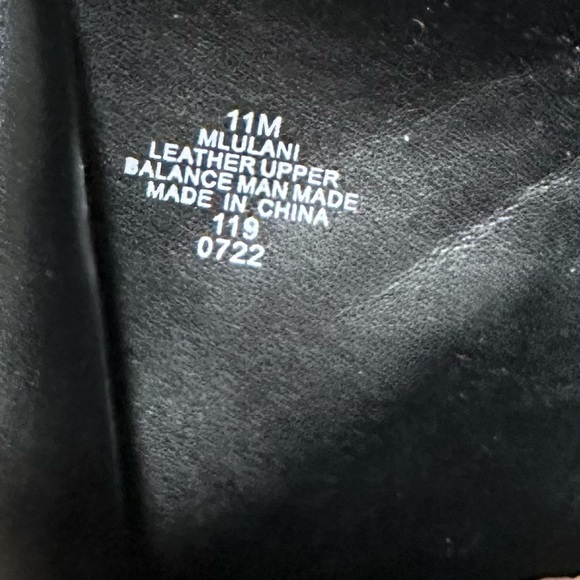 11M
MLULANI
LEATHER UPPER
BALANCE MAN MADE
MADE IN CHINA
119
0722